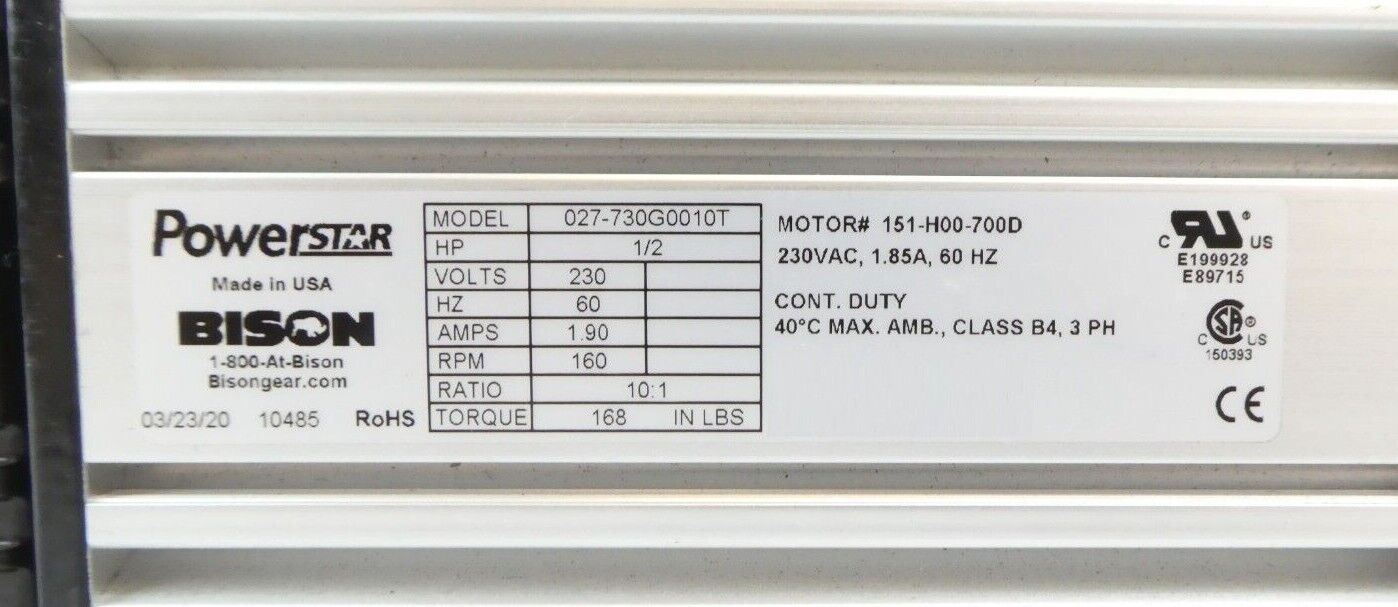 PowerSTAR
Made in USA
BISON
1-800-At-Bison
Bisongear.com
03/23/20 10485 RoHS
MODEL 027-730G0010T
HP 1/2
VOLTS 230
HZ 60
AMPS 1.90
RPM 160
RATIO 10:1
TORQUE 168 IN LBS
MOTOR# 151-H00-700D
230VAC, 1.85A, 60 HZ
CONT. DUTY
40°C MAX. AMB., CLASS B4, 3 PH
C RU ® US
E199928
E89715
C SA ® US
150393
CE